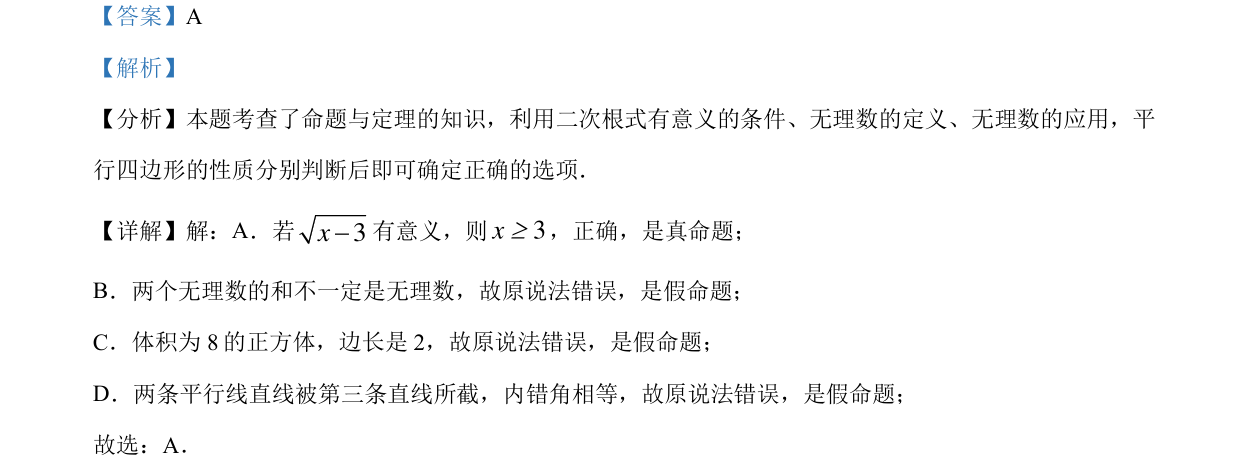 【答案】A
【解析】
【分析】本题考查了命题与定理的知识，利用二次根式有意义的条件、无理数的定义、无理数的应用，平
行四边形的性质分别判断后即可确定正确的选项．
【详解】解：A．若√(x−3)有意义，则x≥3，正确，是真命题；
B．两个无理数的和不一定是无理数，故原说法错误，是假命题；
C．体积为 8 的正方体，边长是 2，故原说法错误，是假命题；
D．两条平行线直线被第三条直线所截，内错角相等，故原说法错误，是假命题；
故选：A．